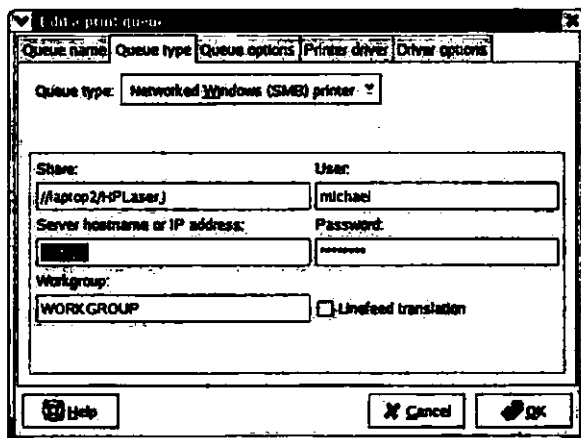 Edit a print queue
Queue name Queue type Queue options Printer driver Driver options
Queue type: Networked Windows (SMB) printer
Share: User:
//laptop2/HPLaserJ michael
Server hostname or IP address: Password:
********
Workgroup:
WORKGROUP Linefeed translation
Help Cancel OK